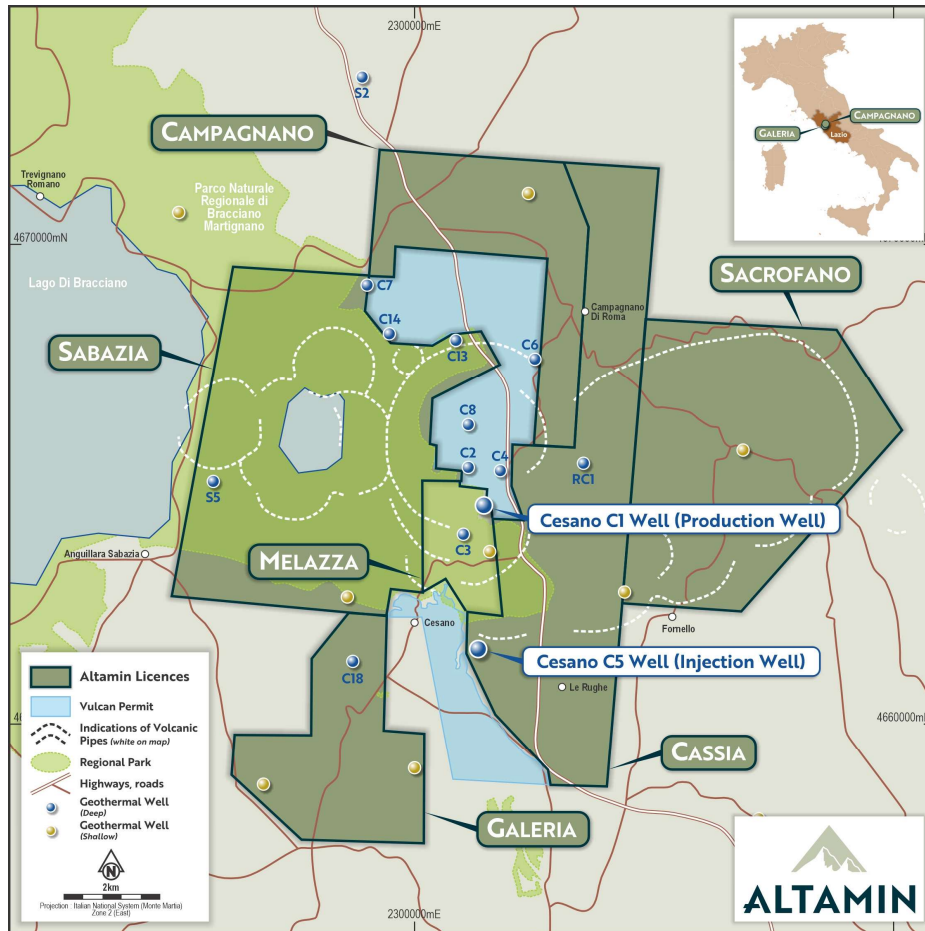 2300000mE
S2
CAMPAGNANO
CAMPAGNANO
GALERIA
Lazio
Trevignano
Romano
Parco Naturale
Regionale di
Bracciano
Martignano
4670000mN
Lago Di Bracciano
SACROFANO
C7
Campagnano
Di Roma
C14
C13
SABAZIA
C6
C8
C2
C4
RC1
S5
Cesano C1 Well (Production Well)
C3
Anguillara Sabazia
MELAZZA
Cesano
Fornello
Cesano C5 Well (Injection Well)
C18
Le Rughe
Altamin Licences
Vulcan Permit
Indications of Volcanic
Pipes (white on map)
Regional Park
Highways, roads
Geothermal Well
(Deep)
Geothermal Well
(Shallow)
N
2km
Projection : Italian National System (Monte Martia)
Zone 2 (East)
4660000mN
CASSIA
GALERIA
2300000mE
ALTAMIN